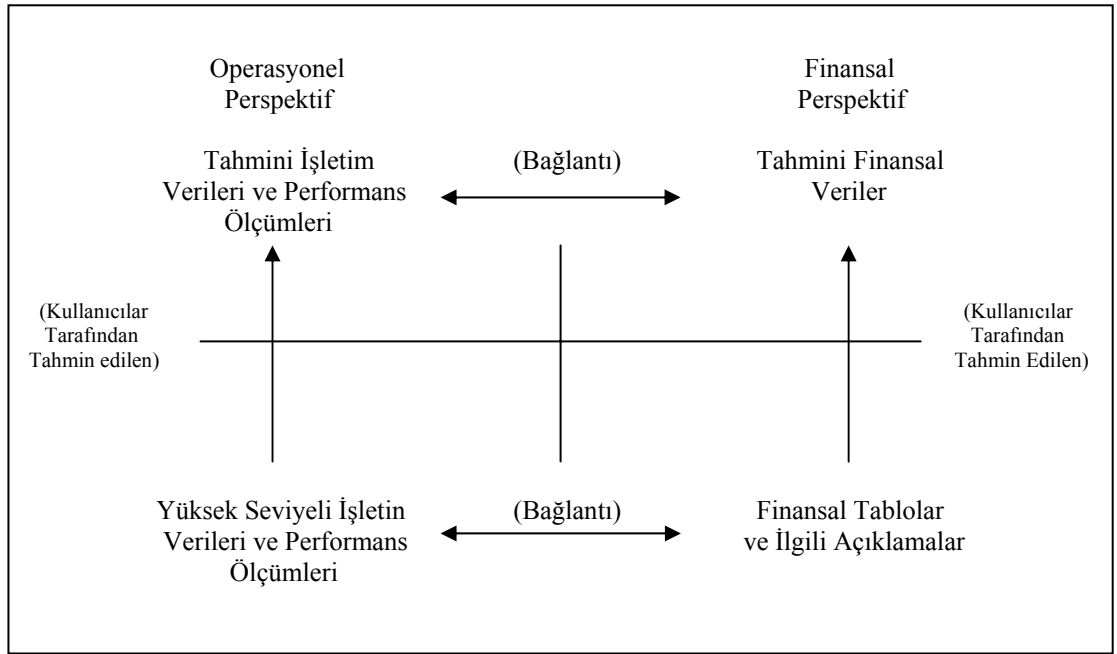 Operasyonel
Perspektif
Finansal
Perspektif
Tahmini İşletim
Verileri ve Performans
Ölçümleri
(Bağlantı)
Tahmini Finansal
Veriler
(Kullanıcılar
Tarafından
Tahmin edilen)
(Kullanıcılar
Tarafından
Tahmin Edilen)
Yüksek Seviyeli İşletin
Verileri ve Performans
Ölçümleri
(Bağlantı)
Finansal Tablolar
ve İlgili Açıklamalar